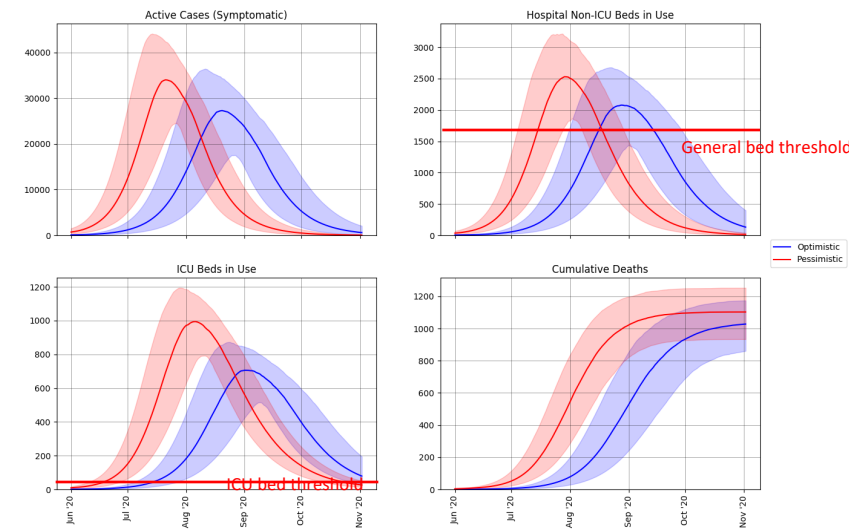 Active Cases (Symptomatic)
40000
30000
20000
10000
0
Hospital Non-ICU Beds in Use
3000
2500
2000
1500
1000
500
0
General bed threshold
Optimistic
Pessimistic
ICU Beds in Use
1200
1000
800
600
400
200
0
ICU bed threshold
Jun '20
Jul '20
Aug '20
Sep '20
Oct '20
Nov '20
Cumulative Deaths
1200
1000
800
600
400
200
0
Jun '20
Jul '20
Aug '20
Sep '20
Oct '20
Nov '20